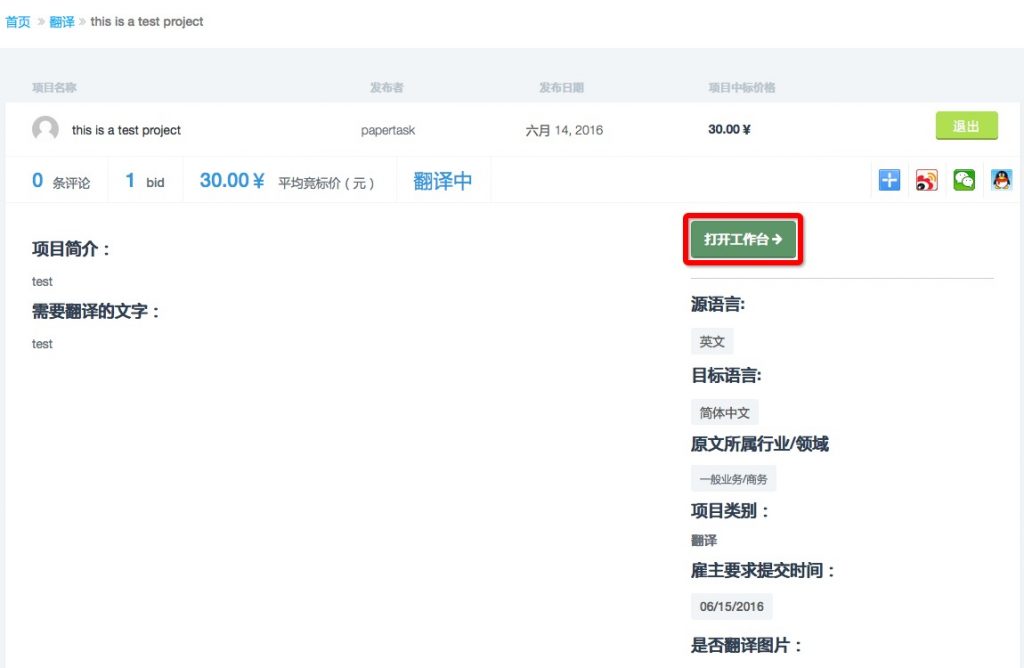 首页 » 翻译 » this is a test project
项目名称 发布者 发布日期 项目中标价格
this is a test project papertask 六月 14, 2016 30.00 ¥ 退出
0 条评论 1 bid 30.00 ¥ 平均竞标价（元） 翻译中
打开工作台→
项目简介：
test
需要翻译的文字：
test
源语言:
英文
目标语言:
简体中文
原文所属行业/领域
一般业务/商务
项目类别：
翻译
雇主要求提交时间：
06/15/2016
是否翻译图片：